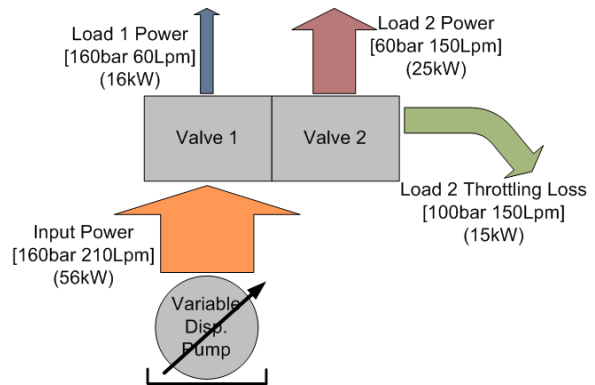 Load 1 Power
[160bar 60Lpm]
(16kW)
Load 2 Power
[60bar 150Lpm]
(25kW)
Valve 1
Valve 2
Load 2 Throttling Loss
[100bar 150Lpm]
(15kW)
Input Power
[160bar 210Lpm]
(56kW)
Variable
Disp.
Pump